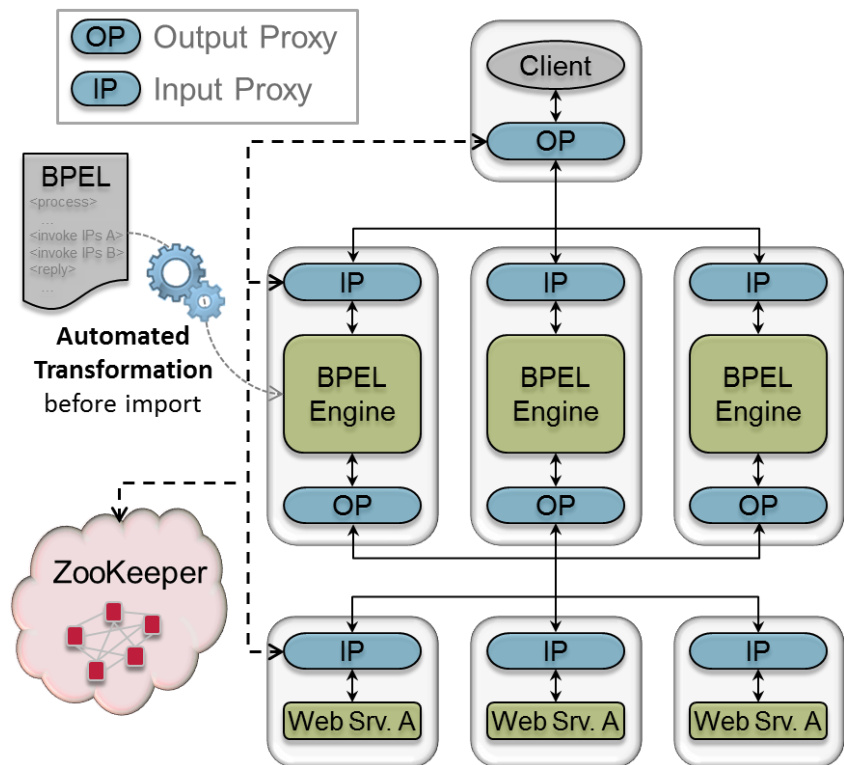 OP Output Proxy
IP Input Proxy
Client
OP
BPEL
<process>
...
<invoke IPs A>
<invoke IPs B>
<reply>
...
Automated
Transformation
before import
IP
IP
IP
BPEL
Engine
BPEL
Engine
BPEL
Engine
OP
OP
OP
ZooKeeper
IP
IP
IP
Web Srv. A
Web Srv. A
Web Srv. A